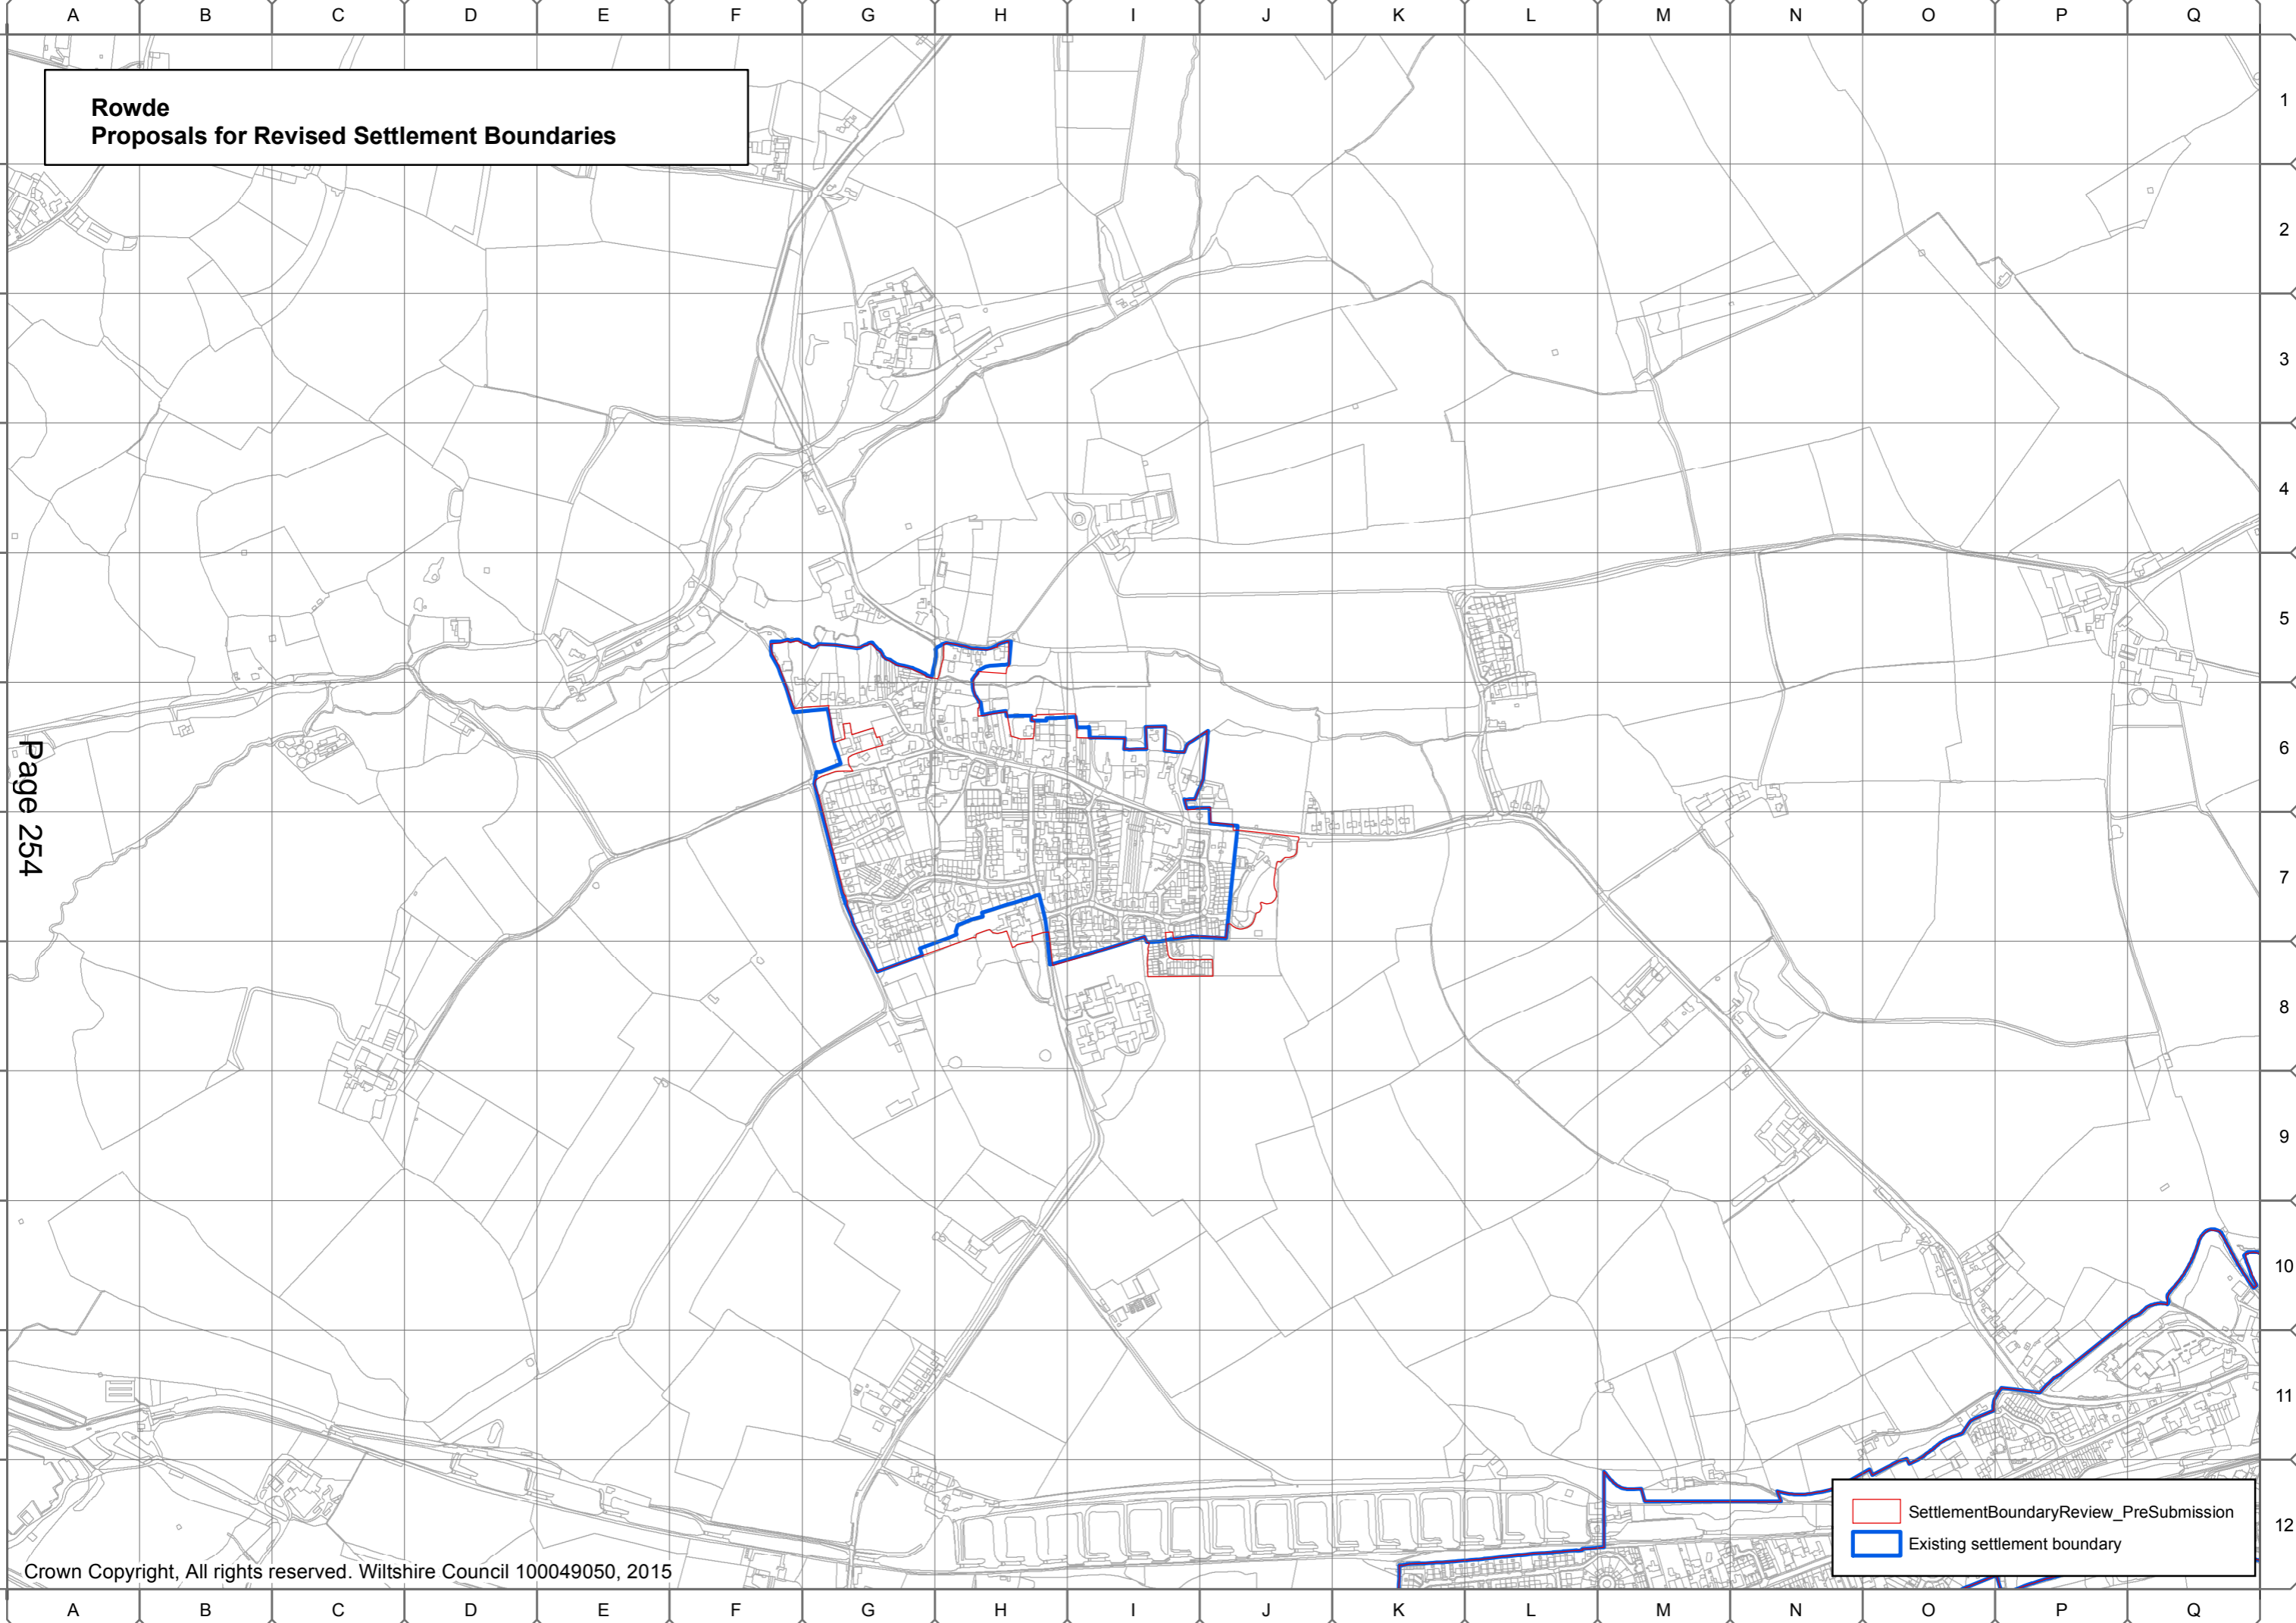 A B C D E F G H I J K L M N O P Q
Rowde
Proposals for Revised Settlement Boundaries
1
2
3
4
5
6
7
8
9
10
11
12
Page 254
SettlementBoundaryReview_PreSubmission
Existing settlement boundary
Crown Copyright, All rights reserved. Wiltshire Council 100049050, 2015
A B C D E F G H I J K L M N O P Q